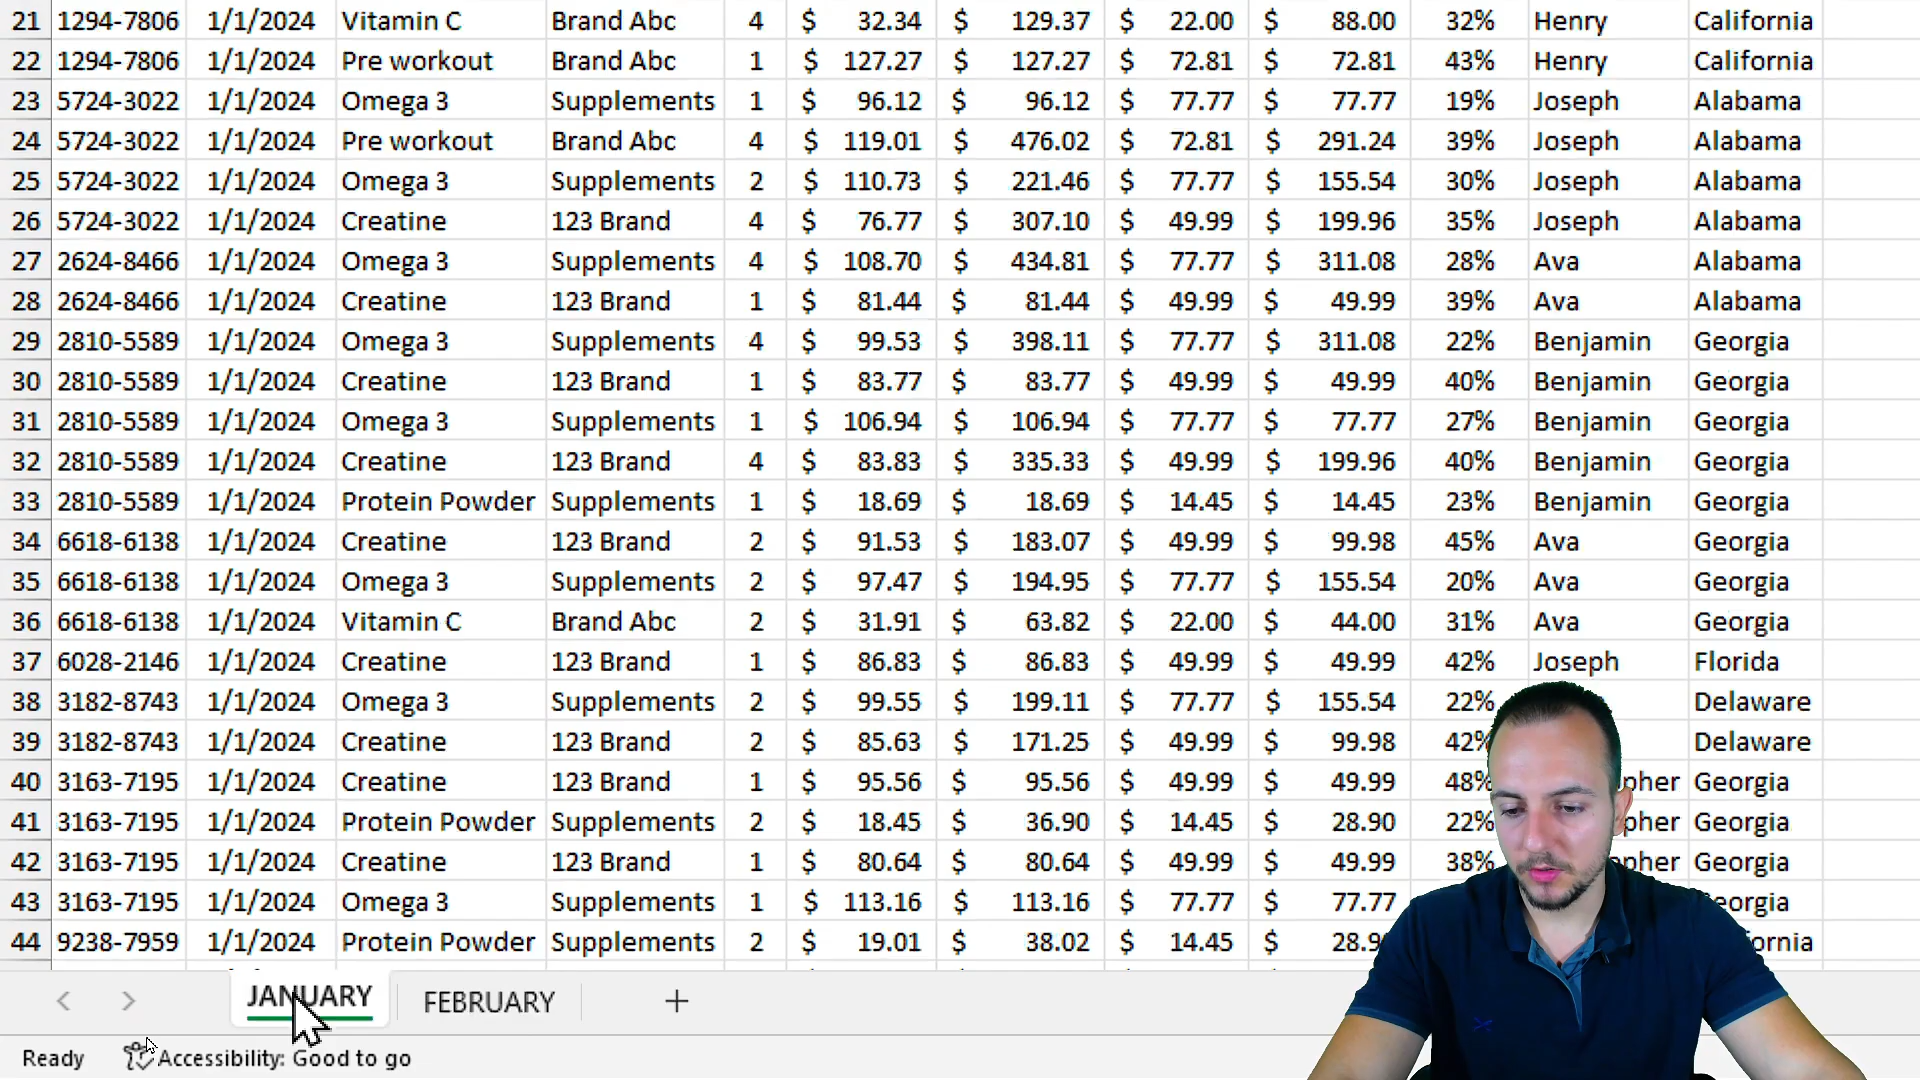 21 1294-7806 1/1/2024 Vitamin C Brand Abc 4 $ 32.34 $ 129.37 $ 22.00 $ 88.00 32% Henry California
22 1294-7806 1/1/2024 Pre workout Brand Abc 1 $ 127.27 $ 127.27 $ 72.81 $ 72.81 43% Henry California
23 5724-3022 1/1/2024 Omega 3 Supplements 1 $ 96.12 $ 96.12 $ 77.77 $ 77.77 19% Joseph Alabama
24 5724-3022 1/1/2024 Pre workout Brand Abc 4 $ 119.01 $ 476.02 $ 72.81 $ 291.24 39% Joseph Alabama
25 5724-3022 1/1/2024 Omega 3 Supplements 2 $ 110.73 $ 221.46 $ 77.77 $ 155.54 30% Joseph Alabama
26 5724-3022 1/1/2024 Creatine 123 Brand 4 $ 76.77 $ 307.10 $ 49.99 $ 199.96 35% Joseph Alabama
27 2624-8466 1/1/2024 Omega 3 Supplements 4 $ 108.70 $ 434.81 $ 77.77 $ 311.08 28% Ava Alabama
28 2624-8466 1/1/2024 Creatine 123 Brand 1 $ 81.44 $ 81.44 $ 49.99 $ 49.99 39% Ava Alabama
29 2810-5589 1/1/2024 Omega 3 Supplements 4 $ 99.53 $ 398.11 $ 77.77 $ 311.08 22% Benjamin Georgia
30 2810-5589 1/1/2024 Creatine 123 Brand 1 $ 83.77 $ 83.77 $ 49.99 $ 49.99 40% Benjamin Georgia
31 2810-5589 1/1/2024 Omega 3 Supplements 1 $ 106.94 $ 106.94 $ 77.77 $ 77.77 27% Benjamin Georgia
32 2810-5589 1/1/2024 Creatine 123 Brand 4 $ 83.83 $ 335.33 $ 49.99 $ 199.96 40% Benjamin Georgia
33 2810-5589 1/1/2024 Protein Powder Supplements 1 $ 18.69 $ 18.69 $ 14.45 $ 14.45 23% Benjamin Georgia
34 6618-6138 1/1/2024 Creatine 123 Brand 2 $ 91.53 $ 183.07 $ 49.99 $ 99.98 45% Ava Georgia
35 6618-6138 1/1/2024 Omega 3 Supplements 2 $ 97.47 $ 194.95 $ 77.77 $ 155.54 20% Ava Georgia
36 6618-6138 1/1/2024 Vitamin C Brand Abc 2 $ 31.91 $ 63.82 $ 22.00 $ 44.00 31% Ava Georgia
37 6028-2146 1/1/2024 Creatine 123 Brand 1 $ 86.83 $ 86.83 $ 49.99 $ 49.99 42% Joseph Florida
38 3182-8743 1/1/2024 Omega 3 Supplements 2 $ 99.55 $ 199.11 $ 77.77 $ 155.54 22% Delaware
39 3182-8743 1/1/2024 Creatine 123 Brand 2 $ 85.63 $ 171.25 $ 49.99 $ 99.98 42% Delaware
40 3163-7195 1/1/2024 Creatine 123 Brand 1 $ 95.56 $ 95.56 $ 49.99 $ 49.99 48% pher Georgia
41 3163-7195 1/1/2024 Protein Powder Supplements 2 $ 18.45 $ 36.90 $ 14.45 $ 28.90 22% pher Georgia
42 3163-7195 1/1/2024 Creatine 123 Brand 1 $ 80.64 $ 80.64 $ 49.99 $ 49.99 38% opher Georgia
43 3163-7195 1/1/2024 Omega 3 Supplements 1 $ 113.16 $ 113.16 $ 77.77 $ 77.77 eorgia
44 9238-7959 1/1/2024 Protein Powder Supplements 2 $ 19.01 $ 38.02 $ 14.45 $ 28.9 ornia
JANUARY FEBRUARY +
Ready Accessibility: Good to go